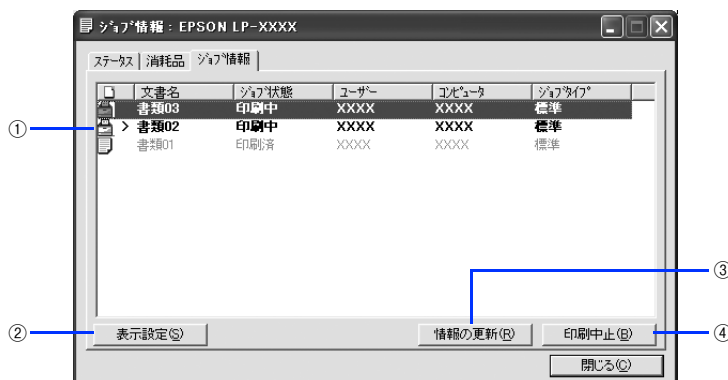 ジョブ情報：EPSON LP-XXXX
ステータス 消耗品 ジョブ情報
文書名 ジョブ状態 ユーザー コンピュータ ジョブタイプ
書類03 印刷中 XXXX XXXX 標準
① > 書類02 印刷中 XXXX XXXX 標準
書類01 印刷済 XXXX XXXX 標準
③
② 表示設定(S) 情報の更新(R) 印刷中止(B) ④
閉じる(C)